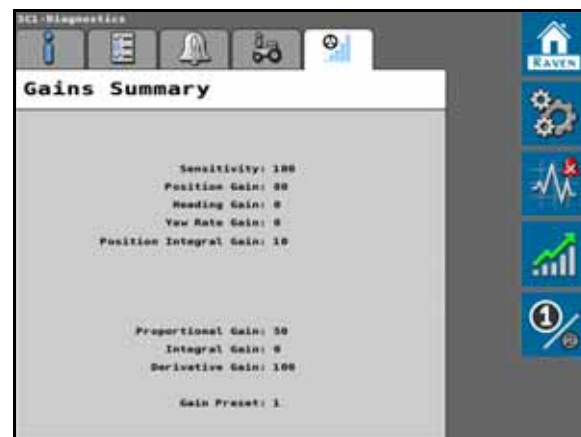 SC1-Diagnostics
Gains Summary
Sensitivity: 100
Position Gain: 80
Heading Gain: 0
Yaw Rate Gain: 0
Position Integral Gain: 10
Proportional Gain: 50
Integral Gain: 0
Derivative Gain: 100
Gain Preset: 1
RAVEN
1